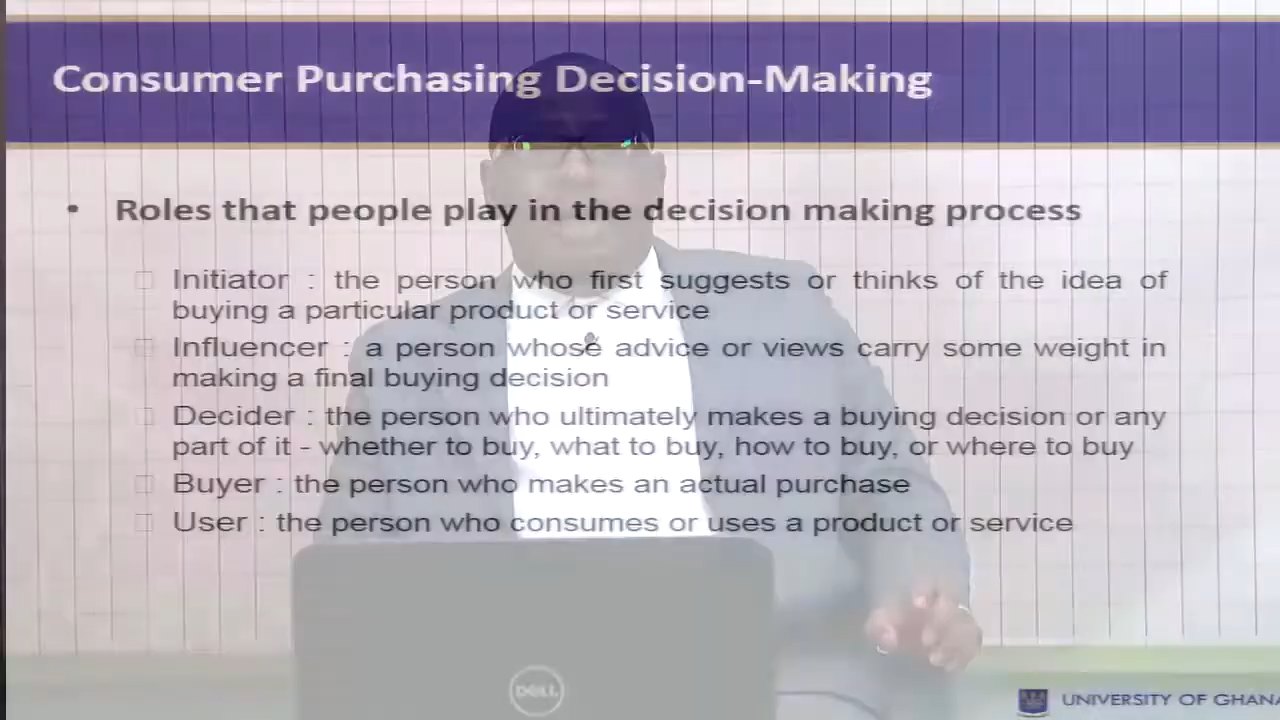 Consumer Purchasing Decision-Making
• Roles that people play in the decision making process
Initiator : the person who first suggests or thinks of the idea of
buying a particular product or service
Influencer : a person whose advice or views carry some weight in
making a final buying decision
Decider : the person who ultimately makes a buying decision or any
part of it - whether to buy, what to buy, how to buy, or where to buy
Buyer : the person who makes an actual purchase
User : the person who consumes or uses a product or service
DELL
UNIVERSITY OF GHANA